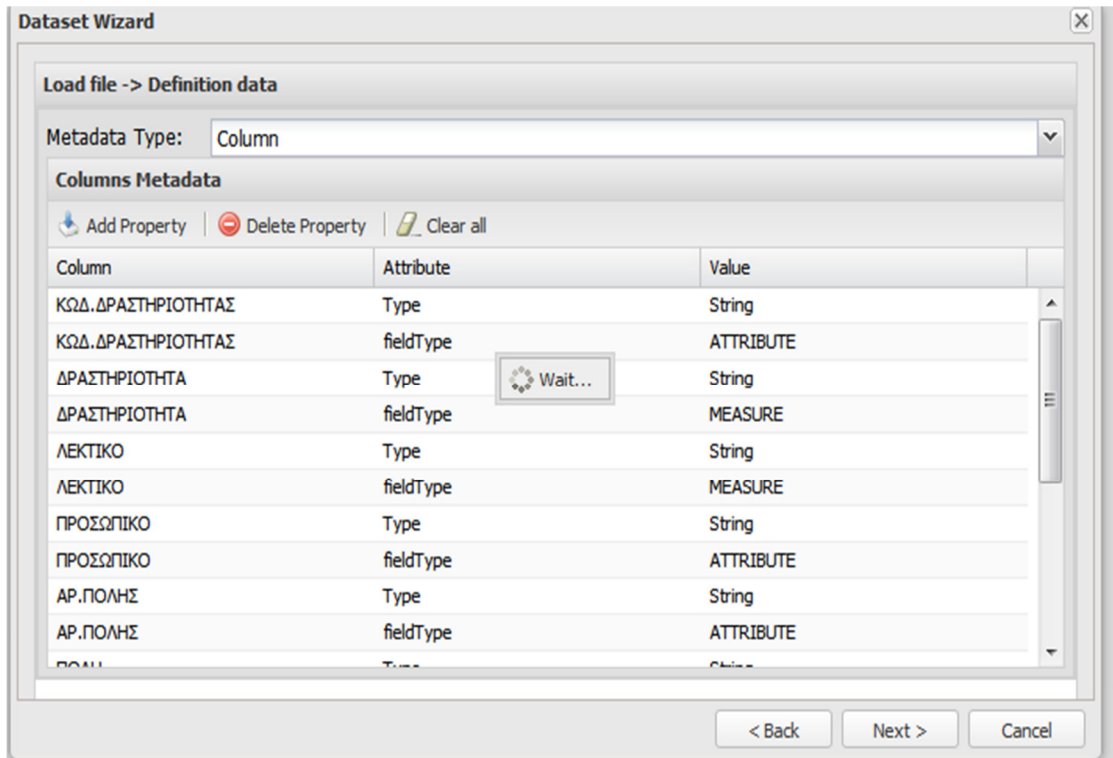 Dataset Wizard
Load file -> Definition data
Metadata Type: Column
Columns Metadata
Add Property Delete Property Clear all
Column Attribute Value
ΚΩΔ.ΔΡΑΣΤΗΡΙΟΤΗΤΑΣ Type String
ΚΩΔ.ΔΡΑΣΤΗΡΙΟΤΗΤΑΣ fieldType ATTRIBUTE
ΔΡΑΣΤΗΡΙΟΤΗΤΑ Type Wait... String
ΔΡΑΣΤΗΡΙΟΤΗΤΑ fieldType MEASURE
ΛΕΚΤΙΚΟ Type String
ΛΕΚΤΙΚΟ fieldType MEASURE
ΠΡΟΣΩΠΙΚΟ Type String
ΠΡΟΣΩΠΙΚΟ fieldType ATTRIBUTE
ΑΡ.ΠΟΛΗΣ Type String
ΑΡ.ΠΟΛΗΣ fieldType ATTRIBUTE
< Back Next > Cancel